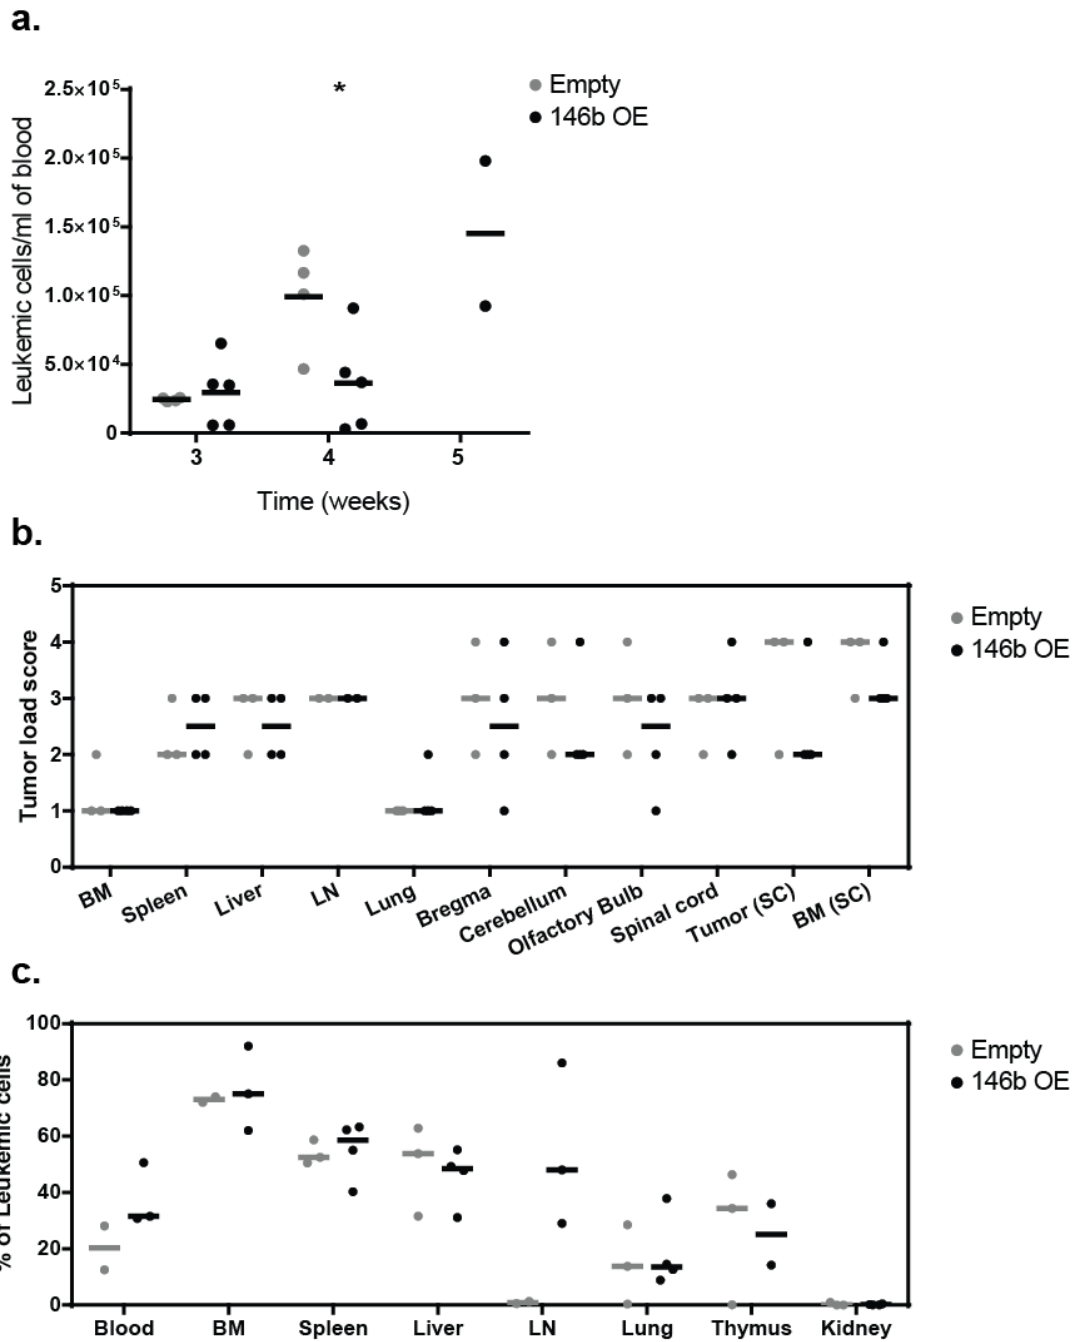 a.
2.5×10⁵
2.0×10⁵
1.5×10⁵
1.0×10⁵
5.0×10⁴
0
Leukemic cells/ml of blood
*
Empty
146b OE
3 4 5
Time (weeks)
b.
5
4
3
2
1
0
Tumor load score
Empty
146b OE
BM Spleen Liver LN Lung Bregma Cerebellum Olfactory Bulb Spinal cord Tumor (SC) BM (SC)
c.
100
80
60
40
20
0
% of Leukemic cells
Empty
146b OE
Blood BM Spleen Liver LN Lung Thymus Kidney